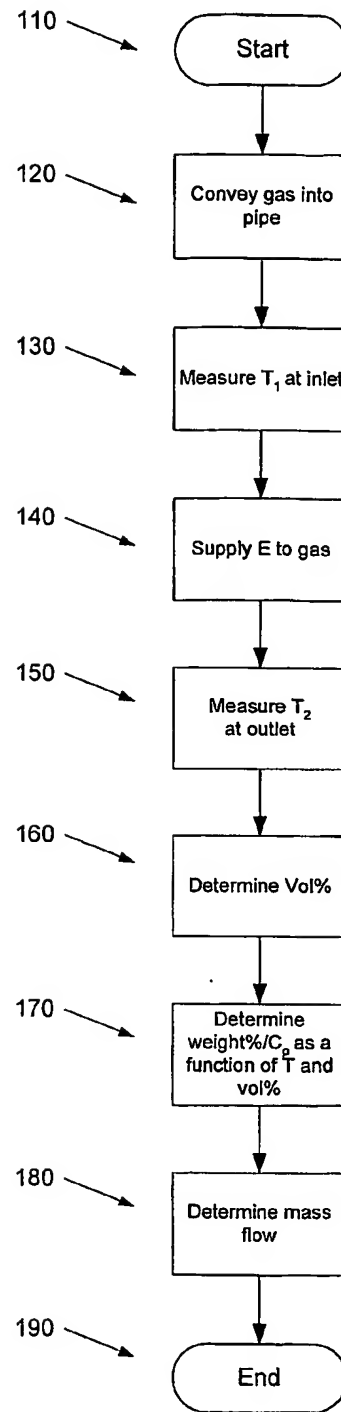 110
Start
120
Convey gas into
pipe
130
Measure T₁ at inlet
140
Supply E to gas
150
Measure T₂
at outlet
160
Determine Vol%
170
Determine
weight%/Cₚ as a
function of T and
vol%
180
Determine mass
flow
190
End